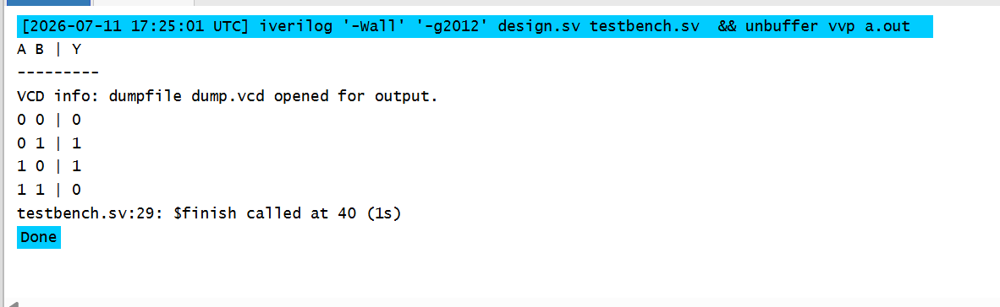 [2026-07-11 17:25:01 UTC] iverilog '-Wall' '-g2012' design.sv testbench.sv  && unbuffer vvp a.out
A B | Y
---------
VCD info: dumpfile dump.vcd opened for output.
0 0 | 0
0 1 | 1
1 0 | 1
1 1 | 0
testbench.sv:29: $finish called at 40 (1s)
Done